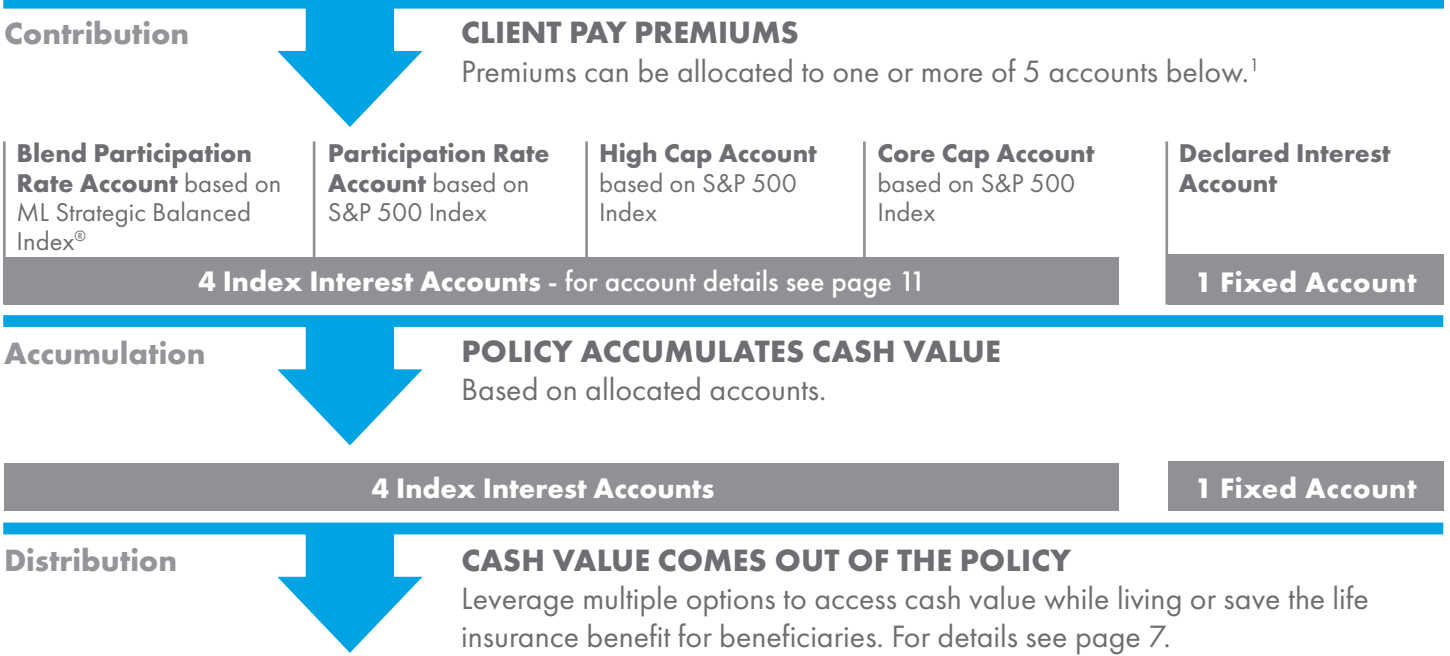 Contribution
CLIENT PAY PREMIUMS
Premiums can be allocated to one or more of 5 accounts below.1
Blend Participation
Rate Account based on
ML Strategic Balanced
Index®
Participation Rate
Account based on
S&P 500 Index
High Cap Account
based on S&P 500
Index
Core Cap Account
based on S&P 500
Index
Declared Interest
Account
4 Index Interest Accounts - for account details see page 11
1 Fixed Account
Accumulation
POLICY ACCUMULATES CASH VALUE
Based on allocated accounts.
4 Index Interest Accounts
1 Fixed Account
Distribution
CASH VALUE COMES OUT OF THE POLICY
Leverage multiple options to access cash value while living or save the life
insurance benefit for beneficiaries. For details see page 7.